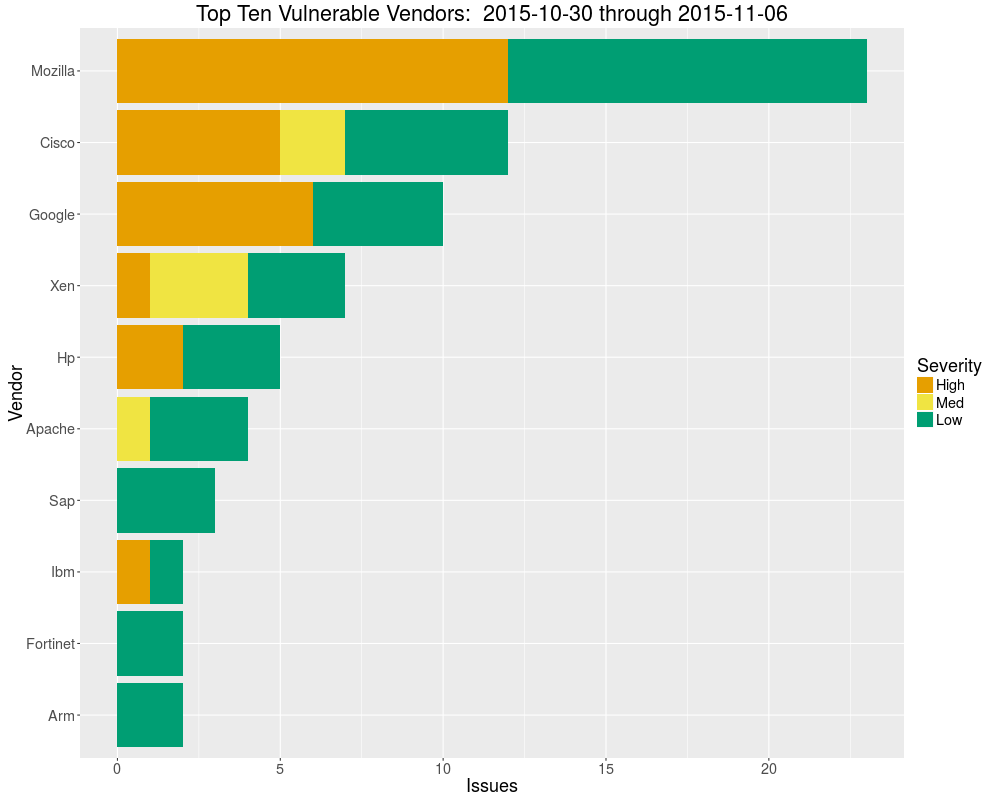 Top Ten Vulnerable Vendors:  2015-10-30 through 2015-11-06
Vendor
Mozilla
Cisco
Google
Xen
Hp
Apache
Sap
Ibm
Fortinet
Arm
0 5 10 15 20
Issues
Severity
High
Med
Low